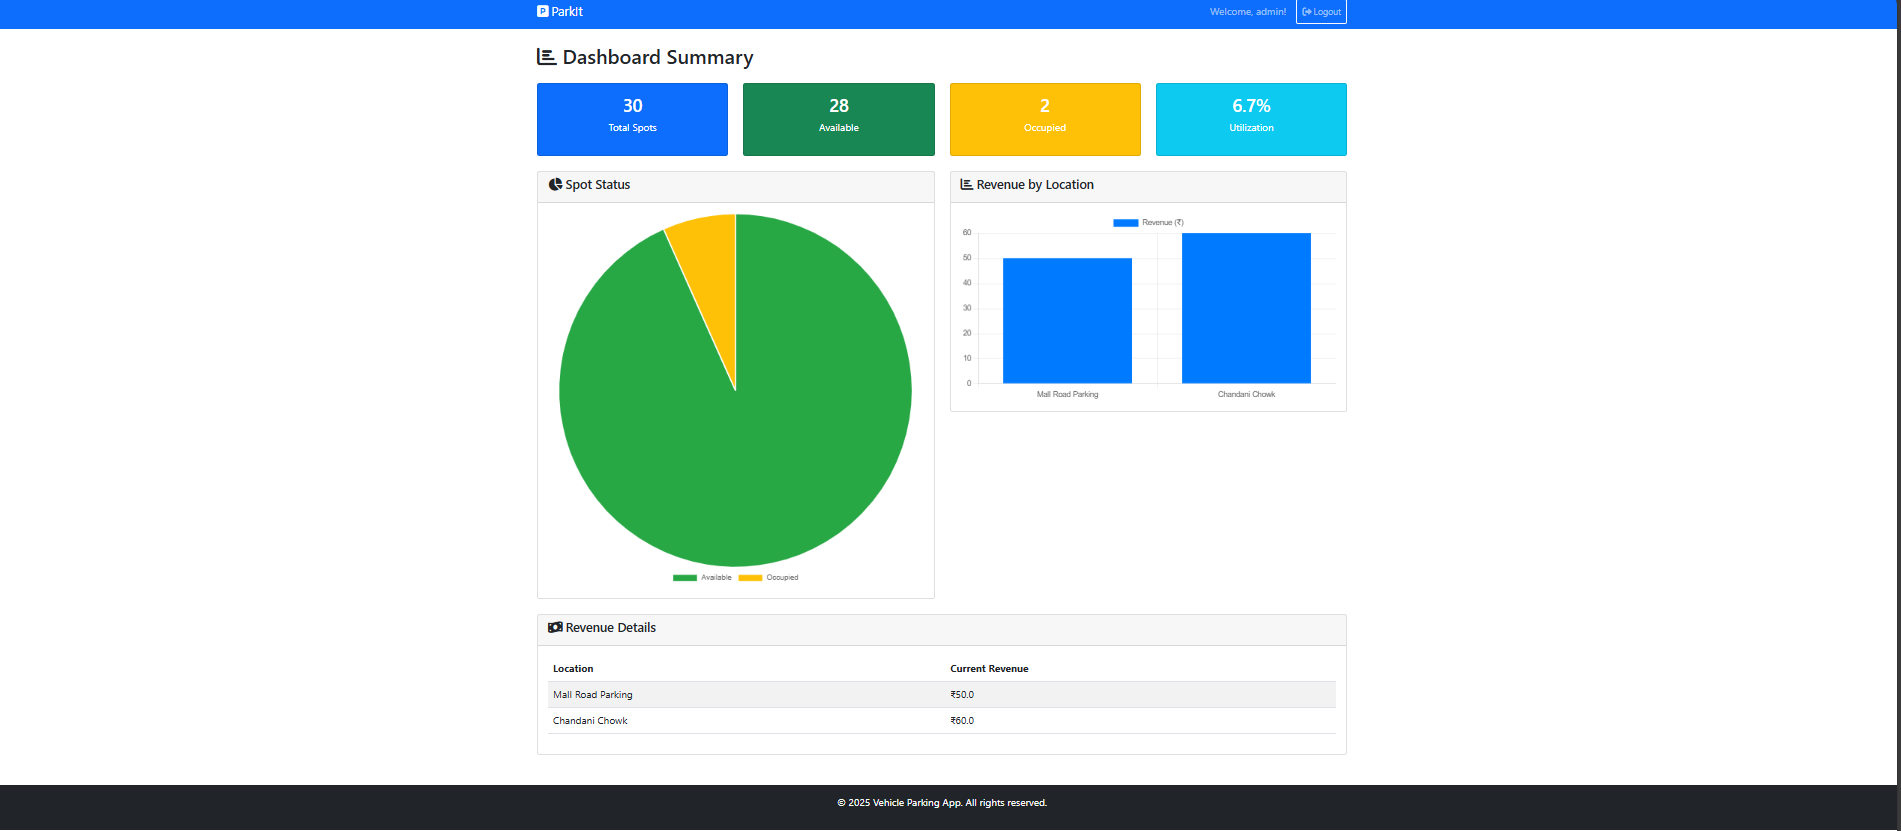 ParkIt
Welcome, admin!
Logout
Dashboard Summary
30
Total Spots
28
Available
2
Occupied
6.7%
Utilization
Spot Status
Available
Occupied
Revenue by Location
Revenue (₹)
60
50
40
30
20
10
0
Mall Road Parking
Chandani Chowk
Revenue Details
Location Current Revenue
Mall Road Parking ₹50.0
Chandani Chowk ₹60.0
© 2025 Vehicle Parking App. All rights reserved.